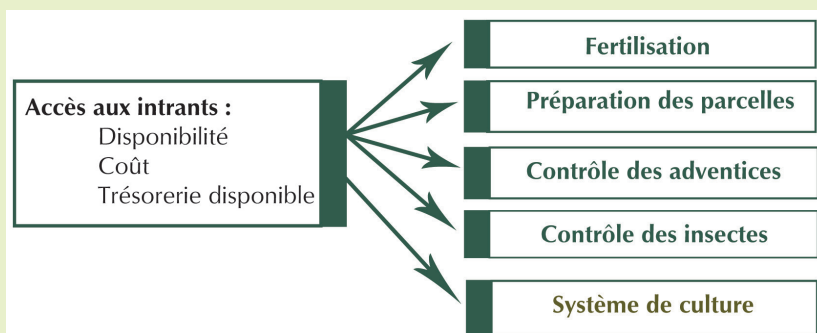 Accès aux intrants :
Disponibilité
Coût
Trésorerie disponible
Fertilisation
Préparation des parcelles
Contrôle des adventices
Contrôle des insectes
Système de culture